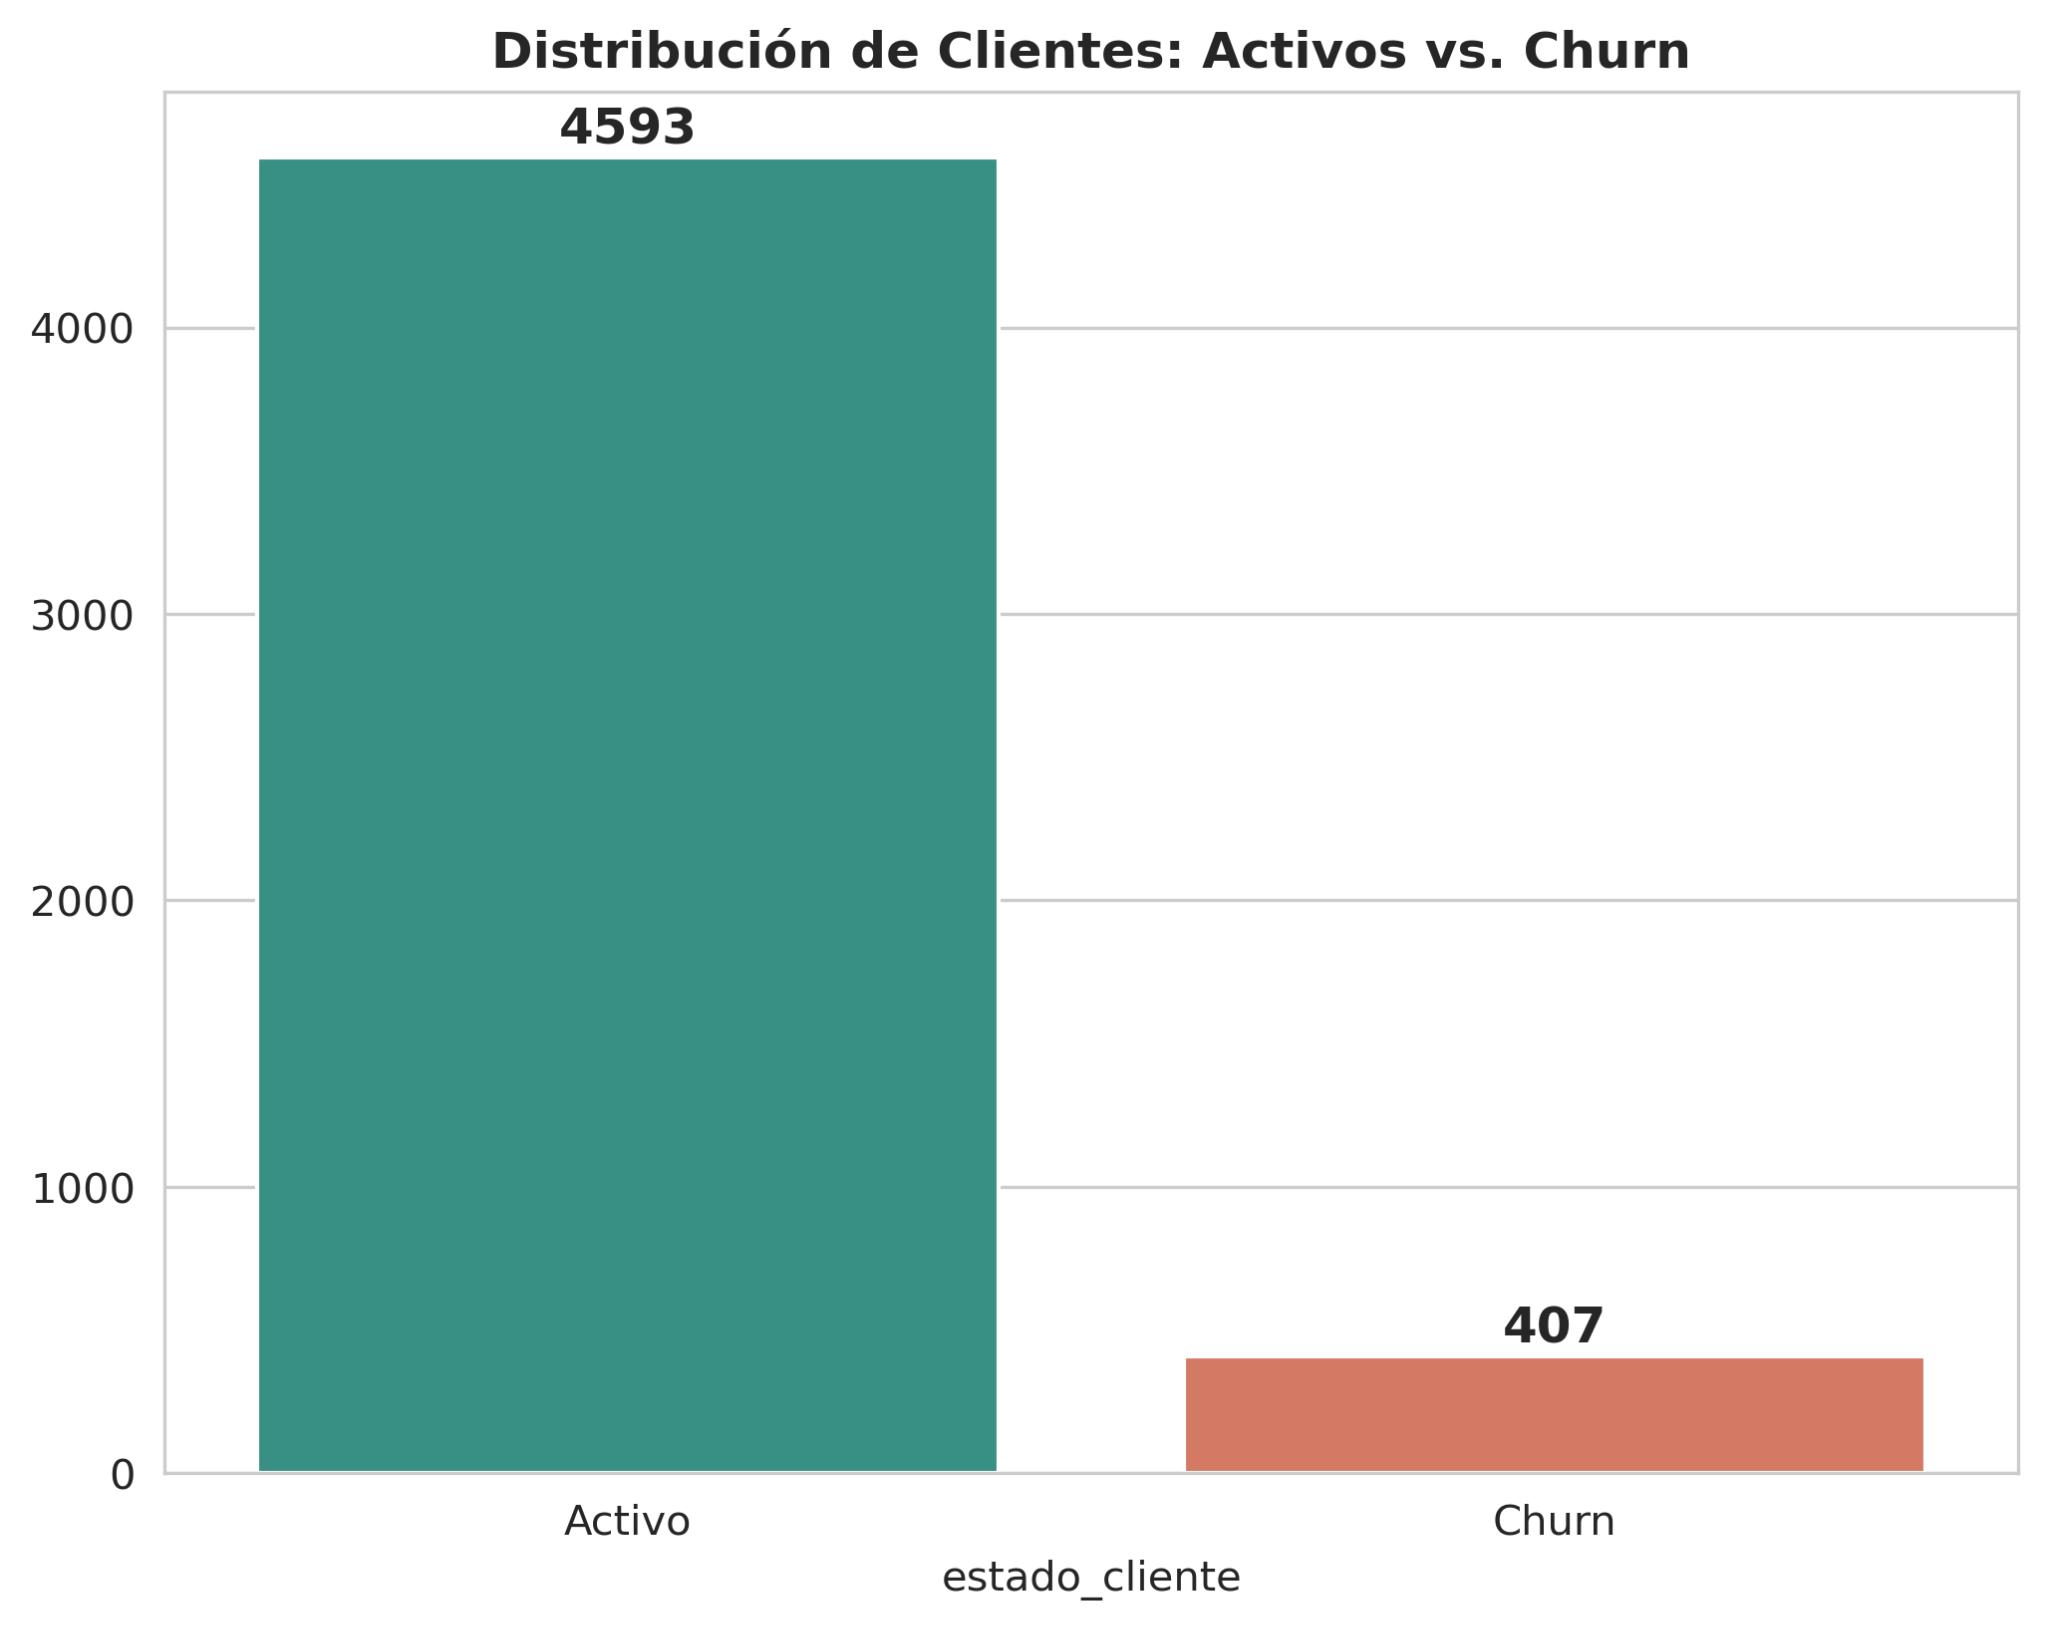 Distribución de Clientes: Activos vs. Churn
4593
4000
3000
2000
1000
407
0
Activo
Churn
estado_cliente